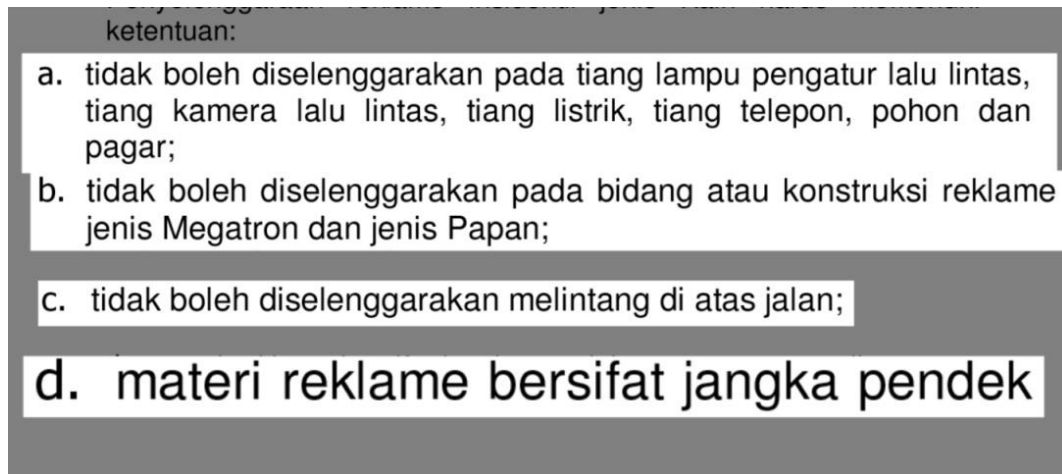 ketentuan:
a. tidak boleh diselenggarakan pada tiang lampu pengatur lalu lintas,
tiang kamera lalu lintas, tiang listrik, tiang telepon, pohon dan
pagar;
b. tidak boleh diselenggarakan pada bidang atau konstruksi reklame
jenis Megatron dan jenis Papan;
c. tidak boleh diselenggarakan melintang di atas jalan;
d. materi reklame bersifat jangka pendek